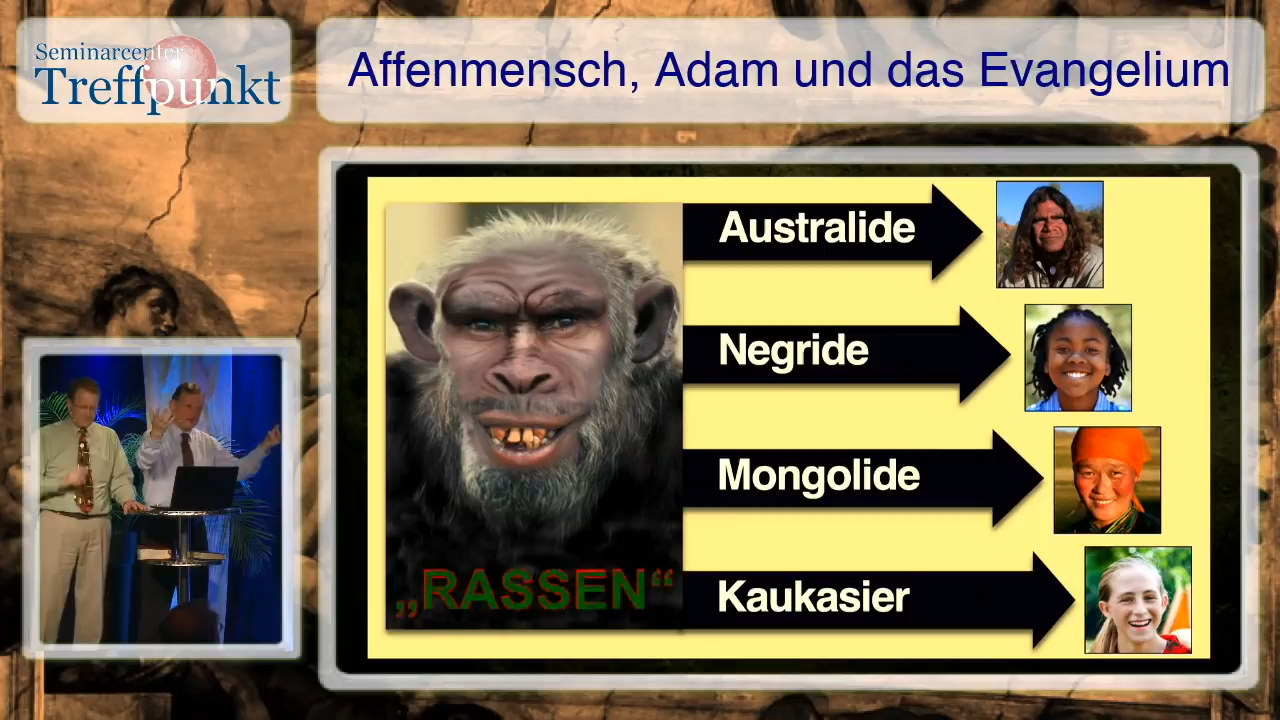 Seminarcenter
Treffpunkt
Affenmensch, Adam und das Evangelium
Australide
Negride
Mongolide
Kaukasier
„RASSEN“